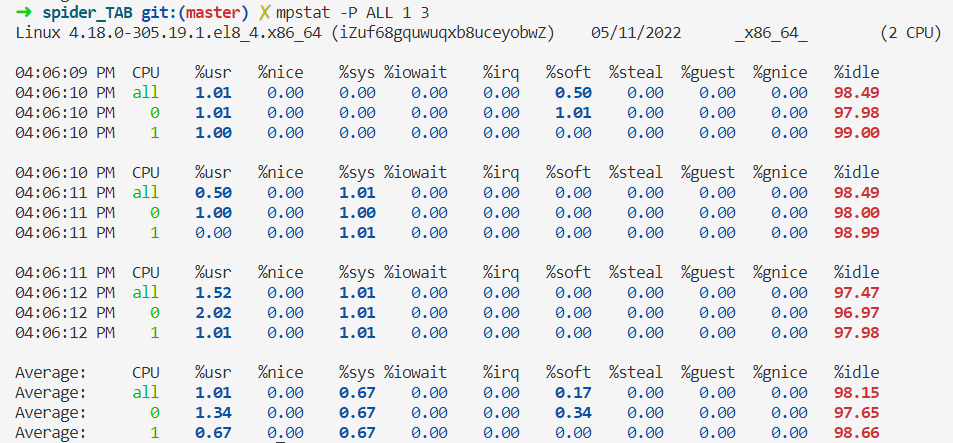 ➜ spider_TAB git:(master) ✗ mpstat -P ALL 1 3
Linux 4.18.0-305.19.1.el8_4.x86_64 (iZuf68gquwuqxb8uceyobwZ) 05/11/2022 _x86_64_ (2 CPU)
04:06:09 PM CPU %usr %nice %sys %iowait %irq %soft %steal %guest %gnice %idle
04:06:10 PM all 1.01 0.00 0.00 0.00 0.00 0.50 0.00 0.00 0.00 98.49
04:06:10 PM 0 1.01 0.00 0.00 0.00 0.00 1.01 0.00 0.00 0.00 97.98
04:06:10 PM 1 1.00 0.00 0.00 0.00 0.00 0.00 0.00 0.00 0.00 99.00
04:06:10 PM CPU %usr %nice %sys %iowait %irq %soft %steal %guest %gnice %idle
04:06:11 PM all 0.50 0.00 1.01 0.00 0.00 0.00 0.00 0.00 0.00 98.49
04:06:11 PM 0 1.00 0.00 1.00 0.00 0.00 0.00 0.00 0.00 0.00 98.00
04:06:11 PM 1 0.00 0.00 1.01 0.00 0.00 0.00 0.00 0.00 0.00 98.99
04:06:11 PM CPU %usr %nice %sys %iowait %irq %soft %steal %guest %gnice %idle
04:06:12 PM all 1.52 0.00 1.01 0.00 0.00 0.00 0.00 0.00 0.00 97.47
04:06:12 PM 0 2.02 0.00 1.01 0.00 0.00 0.00 0.00 0.00 0.00 96.97
04:06:12 PM 1 1.01 0.00 1.01 0.00 0.00 0.00 0.00 0.00 0.00 97.98
Average: CPU %usr %nice %sys %iowait %irq %soft %steal %guest %gnice %idle
Average: all 1.01 0.00 0.67 0.00 0.00 0.17 0.00 0.00 0.00 98.15
Average: 0 1.34 0.00 0.67 0.00 0.00 0.34 0.00 0.00 0.00 97.65
Average: 1 0.67 0.00 0.67 0.00 0.00 0.00 0.00 0.00 0.00 98.66